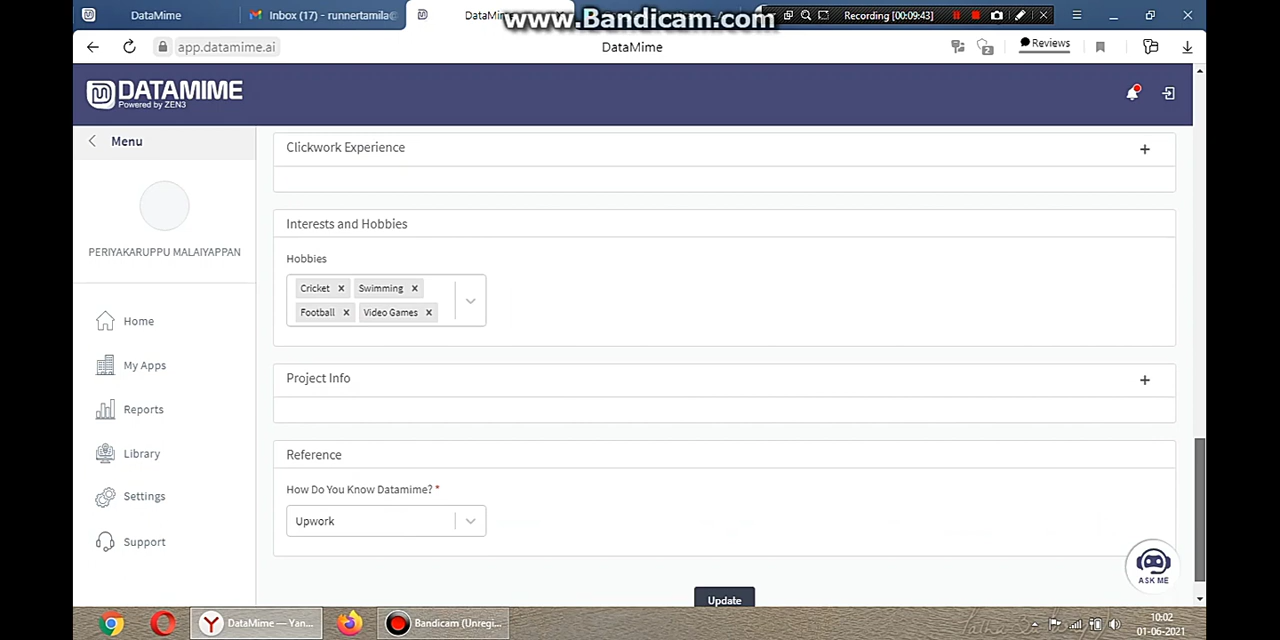 DataMime
Inbox (17) - runnertamila@
DataMim
www.Bandicam.com
Recording [00:09:43]
app.datamime.ai
DataMime
2
Reviews
DATAMIME
Powered by ZEN3
Menu
PERIYAKARUPPU MALAIYAPPAN
Home
My Apps
Reports
Library
Settings
Support
Clickwork Experience
+
Interests and Hobbies
Hobbies
Cricket × Swimming ×
Football × Video Games ×
Project Info
+
Reference
How Do You Know Datamime? *
Upwork
Update
ASK ME
DataMime — Yan...
Bandicam (Unregi...
10:02
01-06-2021